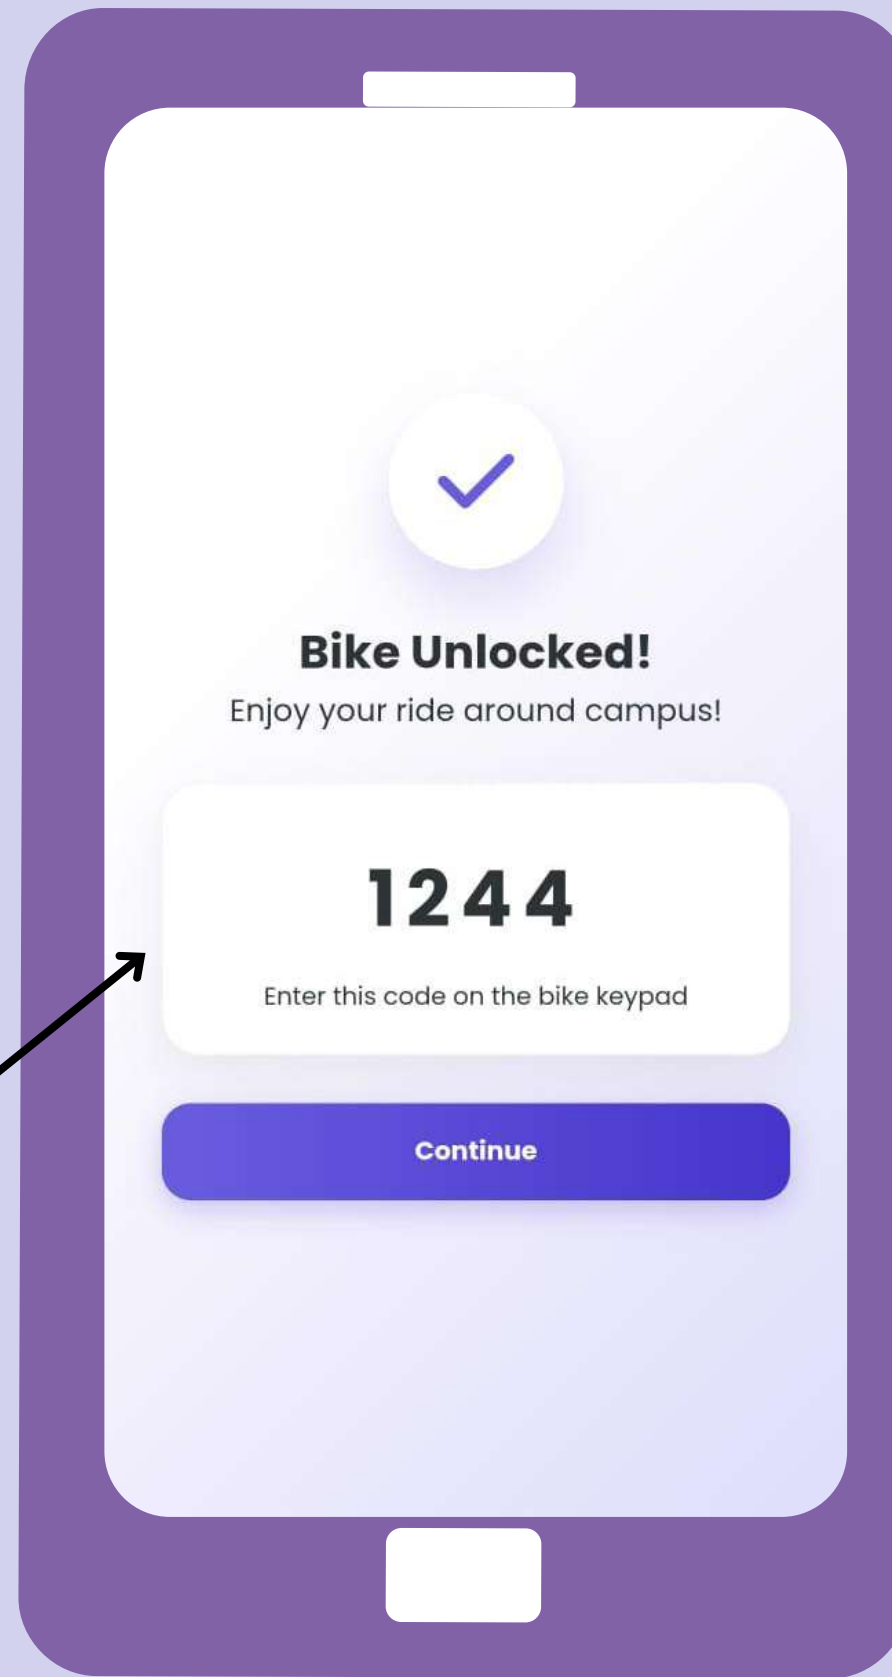 Bike Unlocked!
Enjoy your ride around campus!
1244
Enter this code on the bike keypad
Continue